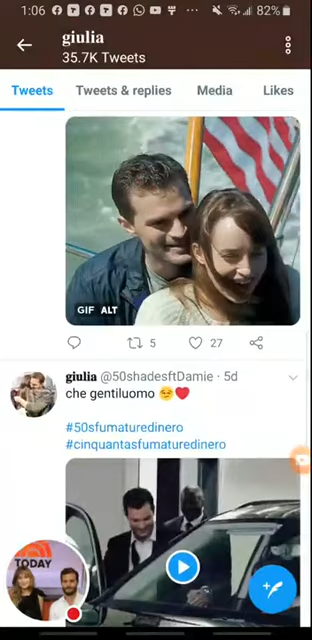 1:06
82%
giulia
35.7K Tweets
Tweets
Tweets & replies
Media
Likes
GIF ALT
5
27
giulia @50shadesftDamie · 5d
che gentiluomo 😏❤️
#50sfumaturedinero
#cinquantasfumaturedinero
TODAY